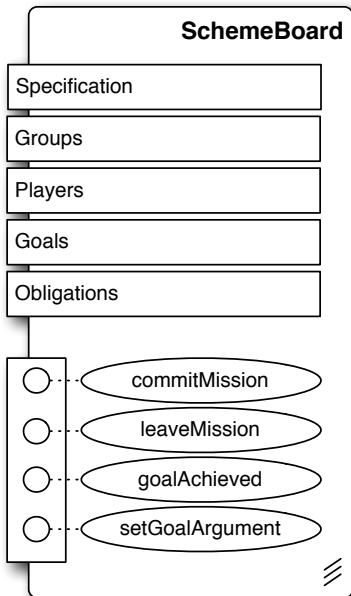 SchemeBoard
Specification
Groups
Players
Goals
Obligations
commitMission
leaveMission
goalAchieved
setGoalArgument